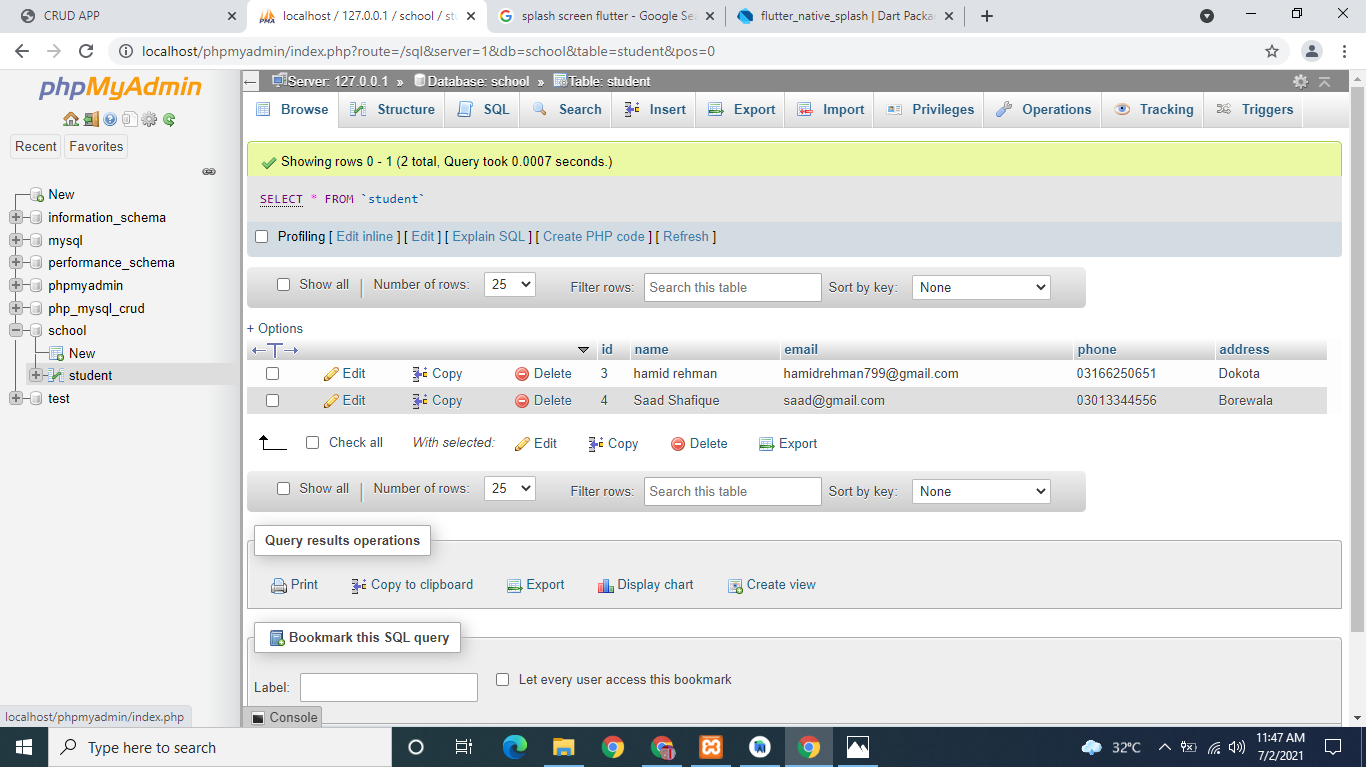 CRUD APP
localhost / 127.0.0.1 / school / stu
splash screen flutter - Google Sea
flutter_native_splash | Dart Packa
localhost/phpmyadmin/index.php?route=/sql&server=1&db=school&table=student&pos=0
phpMyAdmin
Recent Favorites
New
information_schema
mysql
performance_schema
phpmyadmin
php_mysql_crud
school
New
student
test
localhost/phpmyadmin/index.php
Server: 127.0.0.1 » Database: school » Table: student
Browse Structure SQL Search Insert Export Import Privileges Operations Tracking Triggers
Showing rows 0 - 1 (2 total, Query took 0.0007 seconds.)
SELECT * FROM `student`
Profiling [ Edit inline ] [ Edit ] [ Explain SQL ] [ Create PHP code ] [ Refresh ]
Show all | Number of rows: 25 Filter rows: Search this table Sort by key: None
+ Options
←T→ id name email phone address
Edit Copy Delete 3 hamid rehman hamidrehman799@gmail.com 03166250651 Dokota
Edit Copy Delete 4 Saad Shafique saad@gmail.com 03013344556 Borewala
Check all With selected: Edit Copy Delete Export
Show all | Number of rows: 25 Filter rows: Search this table Sort by key: None
Query results operations
Print Copy to clipboard Export Display chart Create view
Bookmark this SQL query
Label: Let every user access this bookmark
Console
Type here to search
32°C
11:47 AM
7/2/2021